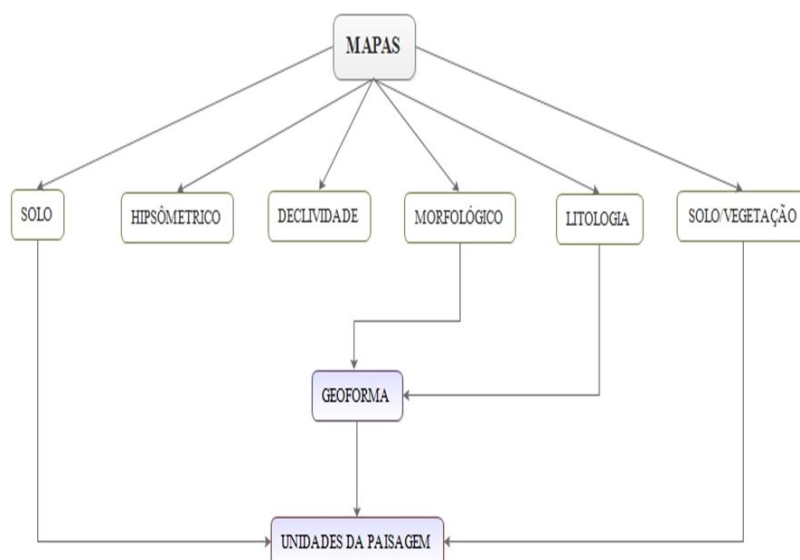 MAPAS
SOLO
HIPSÔMETRICO
DECLIVIDADE
MORFOLÓGICO
LITOLOGIA
SOLO/VEGETAÇÃO
GEOFORMA
UNIDADES DA PAISAGEM